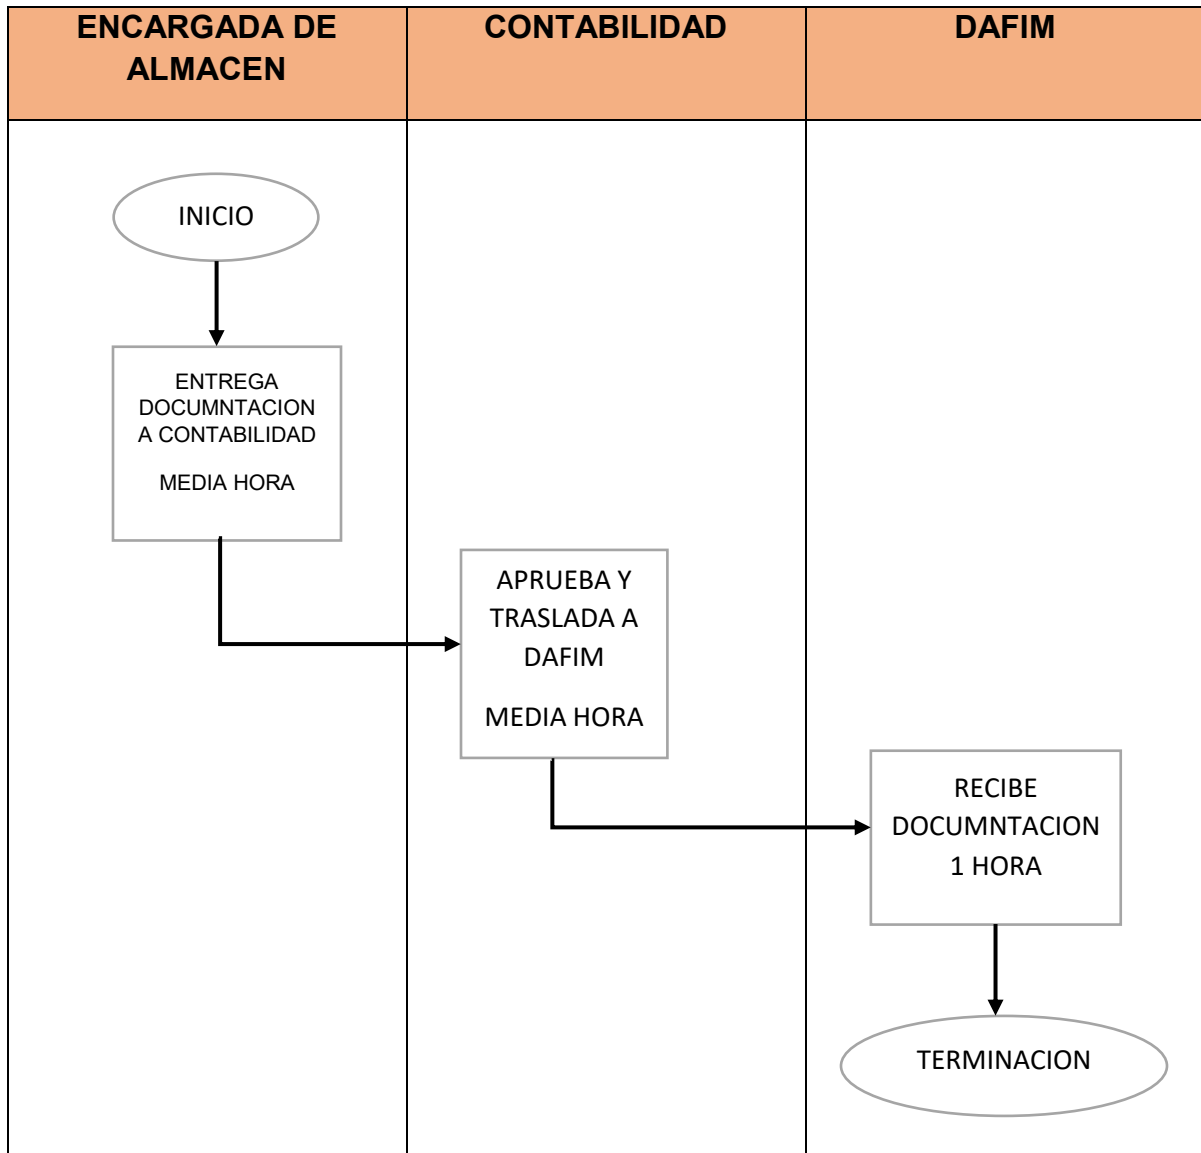 ENCARGADA DE
ALMACEN
CONTABILIDAD
DAFIM
INICIO
ENTREGA
DOCUMNTACION
A CONTABILIDAD
MEDIA HORA
APRUEBA Y
TRASLADA A
DAFIM
MEDIA HORA
RECIBE
DOCUMNTACION
1 HORA
TERMINACION